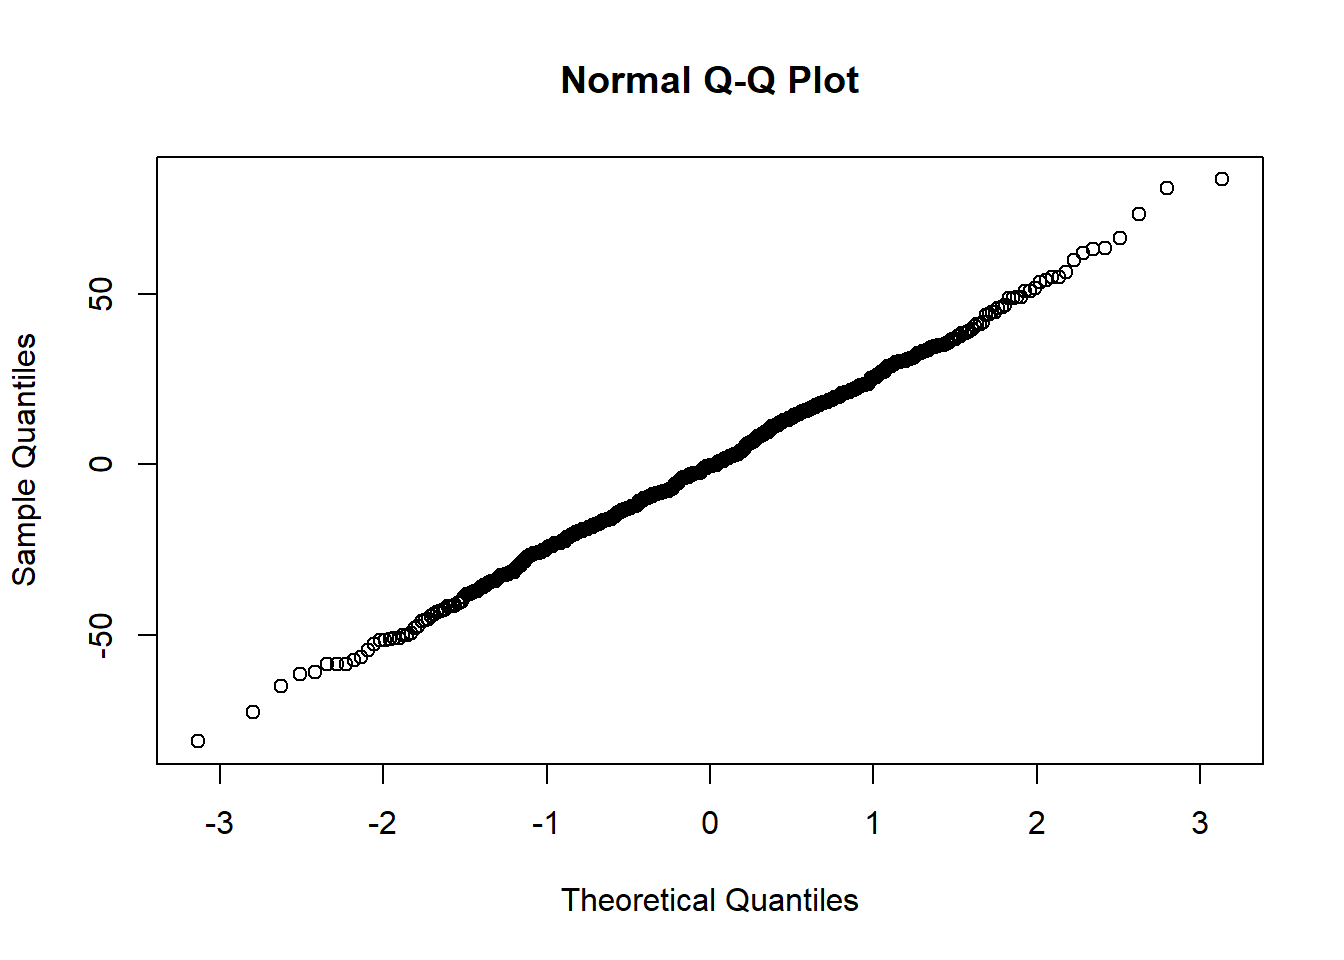 Normal Q-Q Plot
Sample Quantiles
50
0
-50
-3 -2 -1 0 1 2 3
Theoretical Quantiles